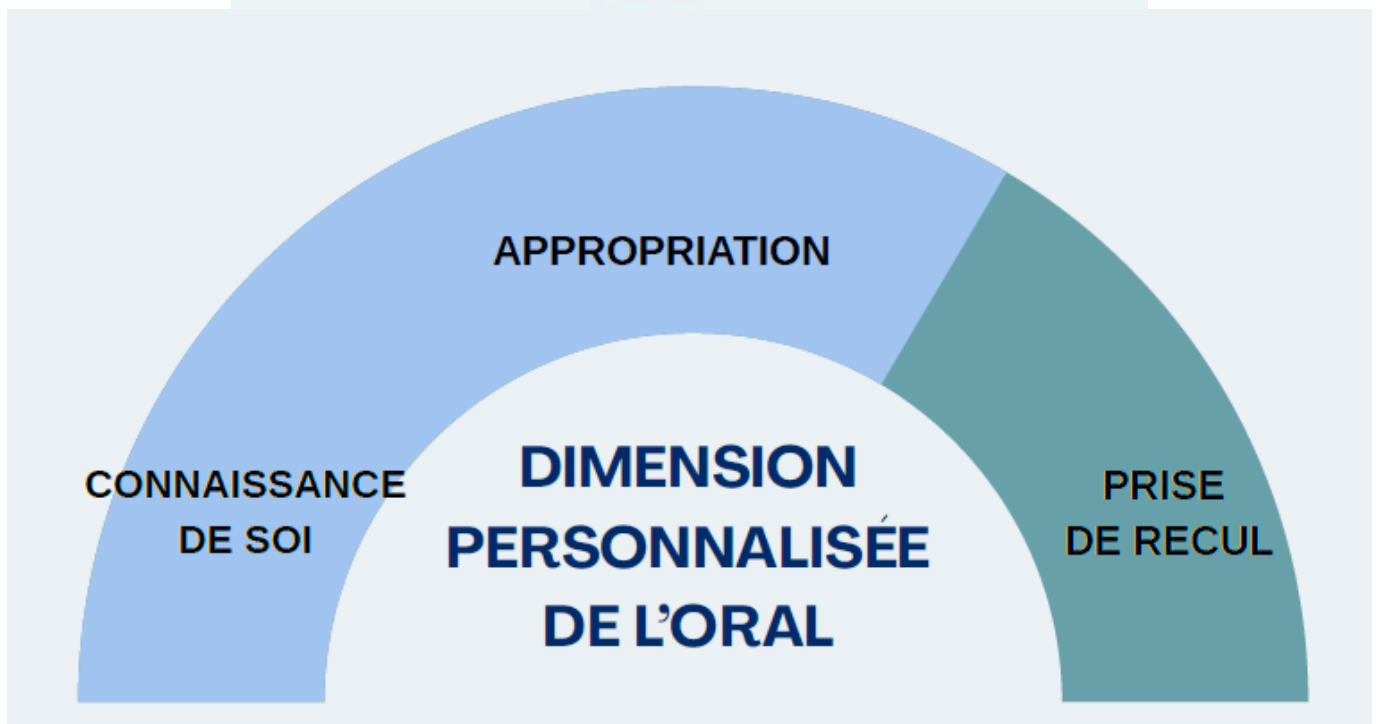 APPROPRIATION
CONNAISSANCE
DE SOI
DIMENSION
PERSONNALISÉE
DE L’ORAL
PRISE
DE RECUL